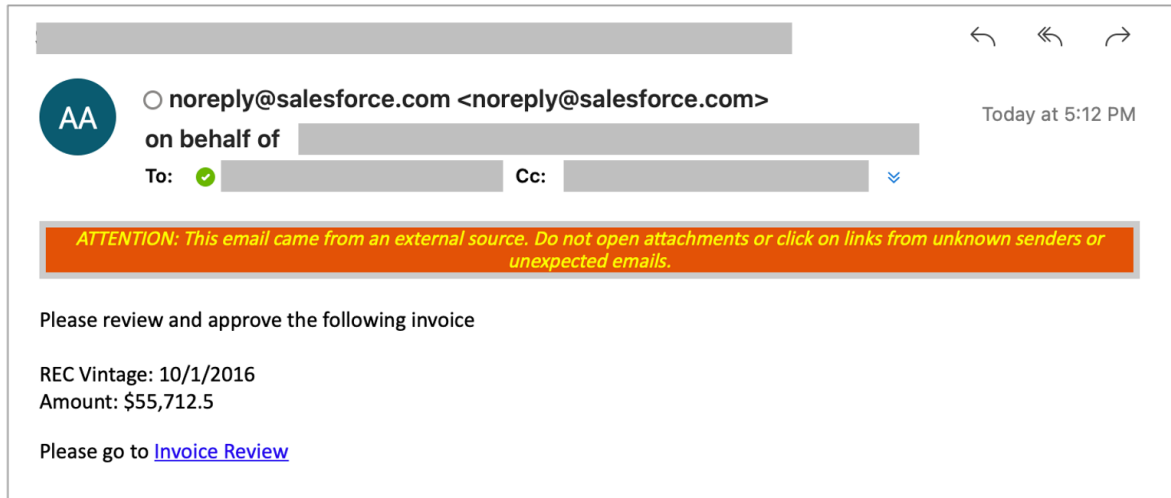 AA
noreply@salesforce.com <noreply@salesforce.com>
on behalf of
Today at 5:12 PM
To:
Cc:
ATTENTION: This email came from an external source. Do not open attachments or click on links from unknown senders or
unexpected emails.
Please review and approve the following invoice
REC Vintage: 10/1/2016
Amount: $55,712.5
Please go to Invoice Review